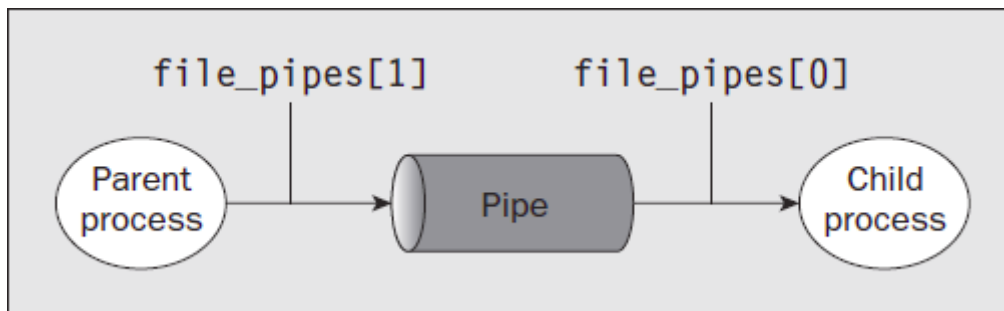 file_pipes[1]
file_pipes[0]
Parent
process
Pipe
Child
process